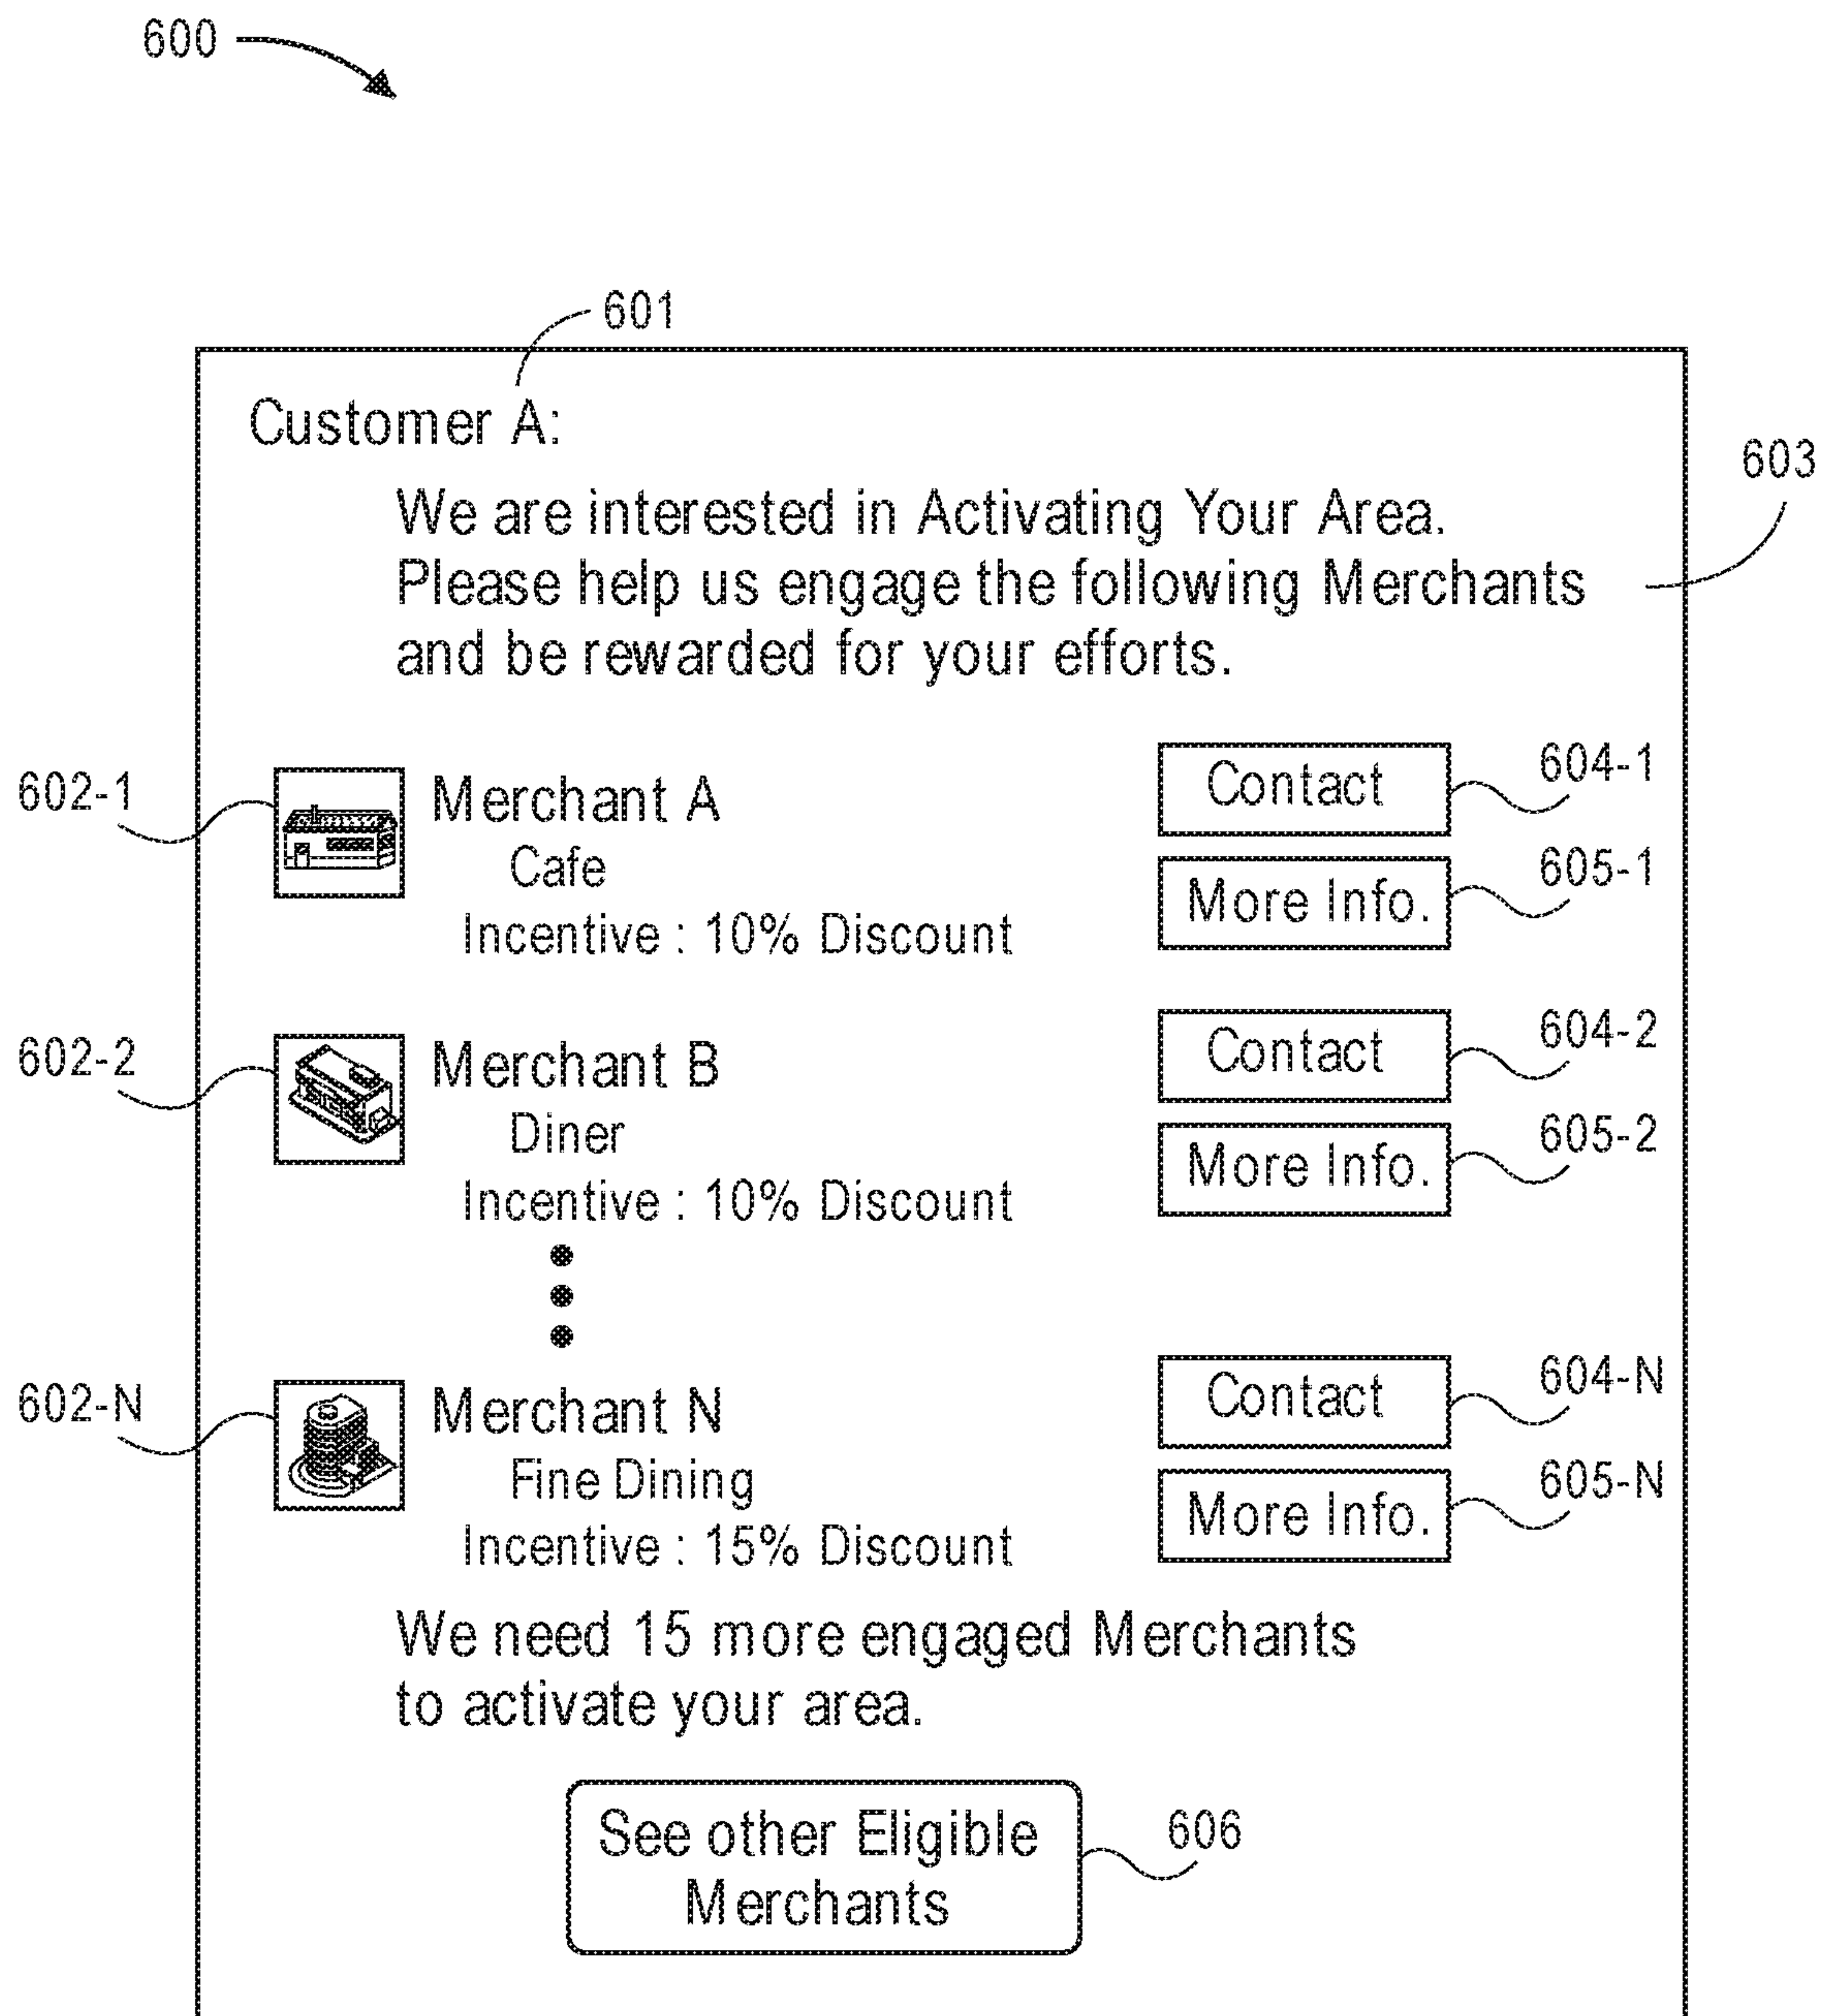 600
601
Customer A:
603
We are interested in Activating Your Area.
Please help us engage the following Merchants
and be rewarded for your efforts.
602-1
Merchant A
Cafe
Incentive : 10% Discount
Contact
604-1
More Info.
605-1
602-2
Merchant B
Diner
Incentive : 10% Discount
Contact
604-2
More Info.
605-2
602-N
Merchant N
Fine Dining
Incentive : 15% Discount
Contact
604-N
More Info.
605-N
We need 15 more engaged Merchants
to activate your area.
See other Eligible
Merchants
606